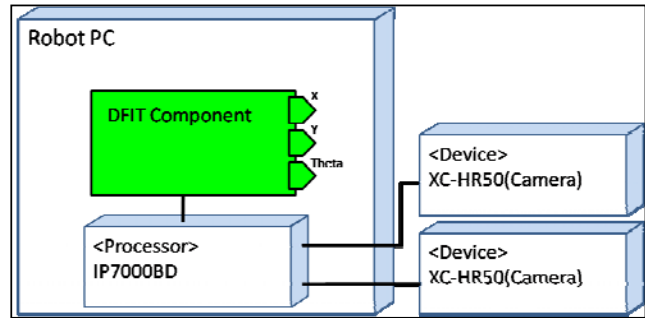 Robot PC
X
DFIT Component
Y
Theta
<Processor>
IP7000BD
<Device>
XC-HR50(Camera)
<Device>
XC-HR50(Camera)